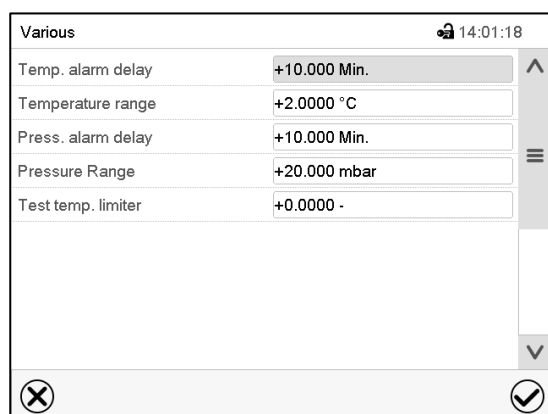 Various 14:01:18
Temp. alarm delay +10.000 Min.
Temperature range +2.0000 °C
Press. alarm delay +10.000 Min.
Pressure Range +20.000 mbar
Test temp. limiter +0.0000 -